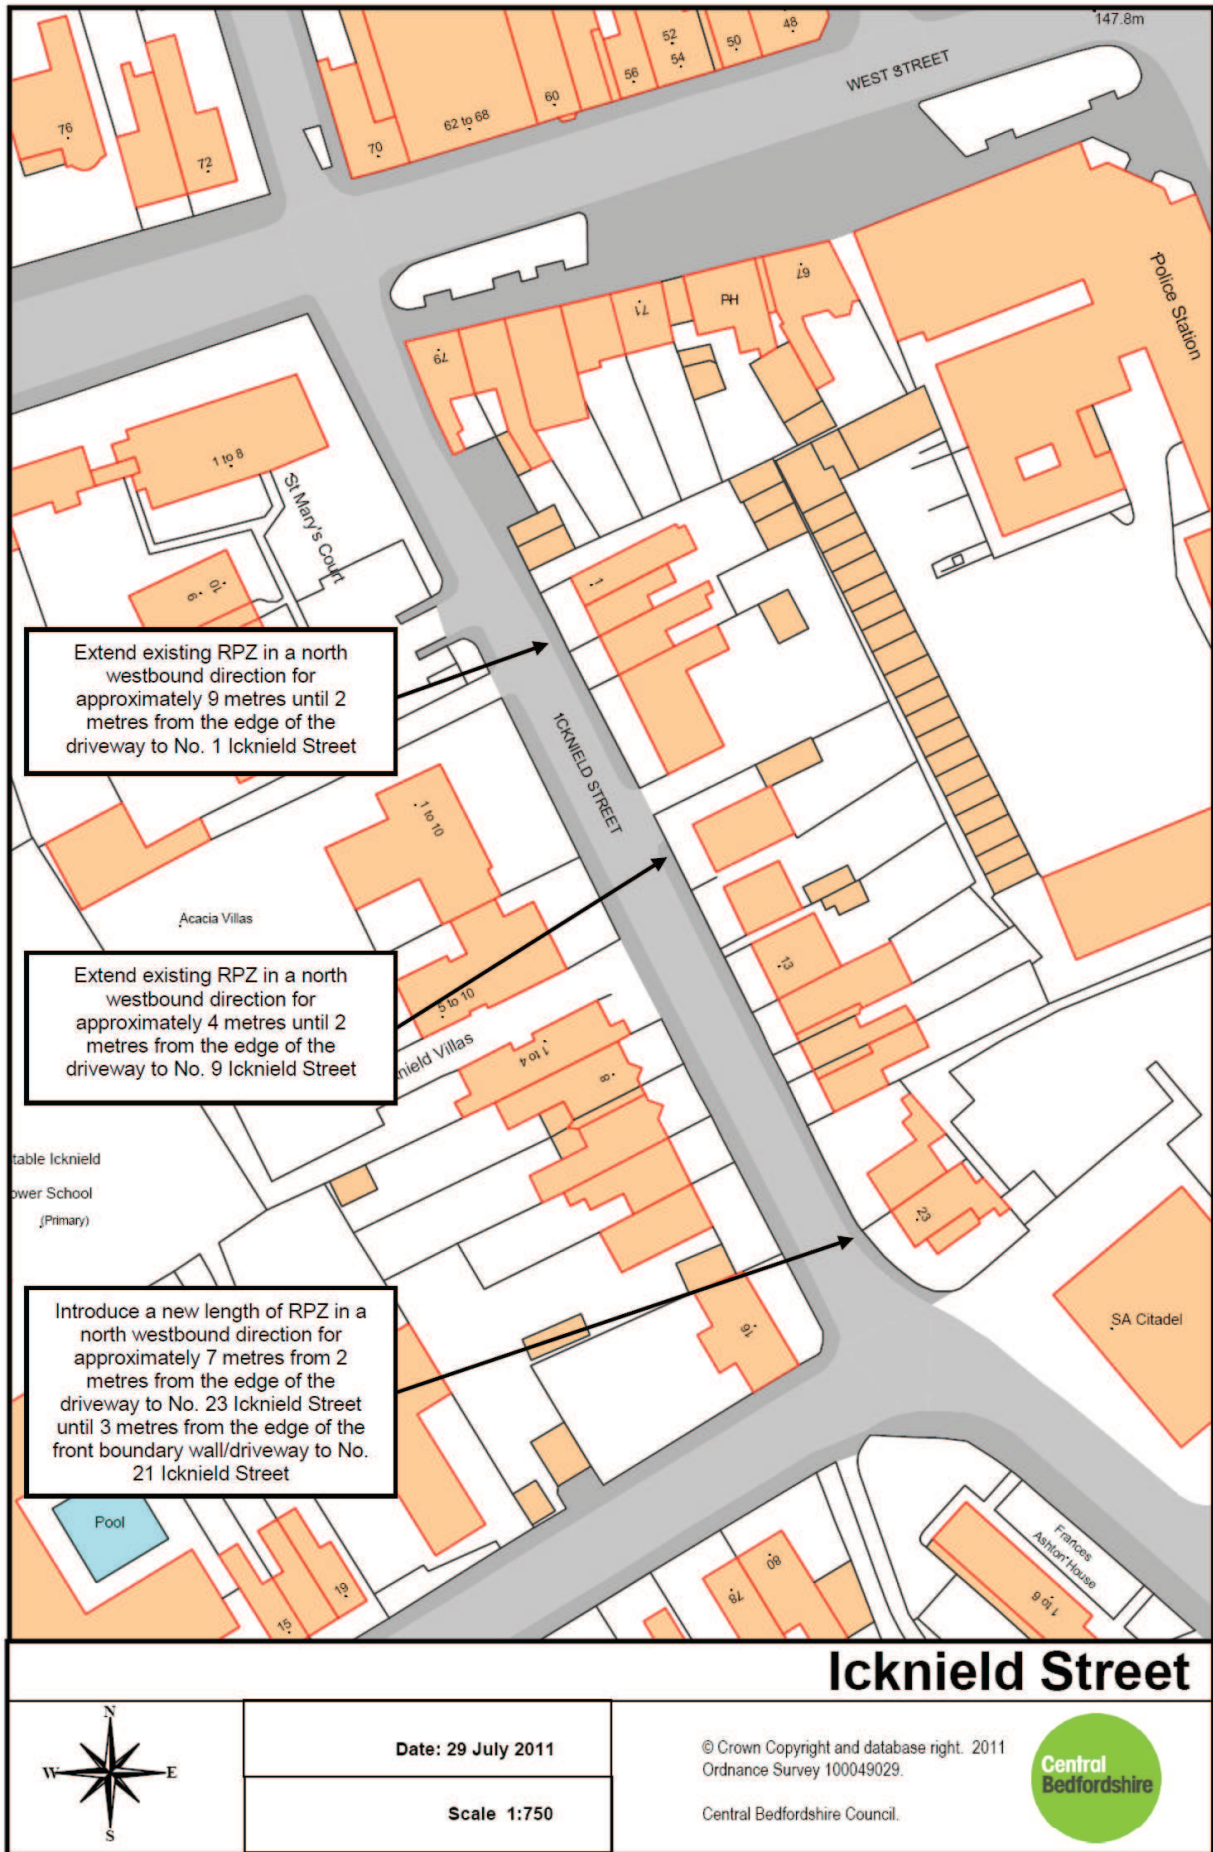 147.8m
48
52
50
54
56
60
62 to 68
70
76
72
WEST STREET
Police Station
67
PH
71
79
1 to 8
St Mary's Court
10
9
1
Extend existing RPZ in a north
westbound direction for
approximately 9 metres until 2
metres from the edge of the
driveway to No. 1 Icknield Street
ICKNIELD STREET
1 to 10
Acacia Villas
13
Extend existing RPZ in a north
westbound direction for
approximately 4 metres until 2
metres from the edge of the
driveway to No. 9 Icknield Street
5 to 10
nield Villas
1 to 4
8
table Icknield
ower School
(Primary)
23
SA Citadel
16
Introduce a new length of RPZ in a
north westbound direction for
approximately 7 metres from 2
metres from the edge of the
driveway to No. 23 Icknield Street
until 3 metres from the edge of the
front boundary wall/driveway to No.
21 Icknield Street
Pool
19
15
80
78
Frances
Ashton House
1 to 6
Icknield Street
N
W
E
S
Date: 29 July 2011
Scale 1:750
© Crown Copyright and database right. 2011
Ordnance Survey 100049029.
Central Bedfordshire Council.
Central
Bedfordshire